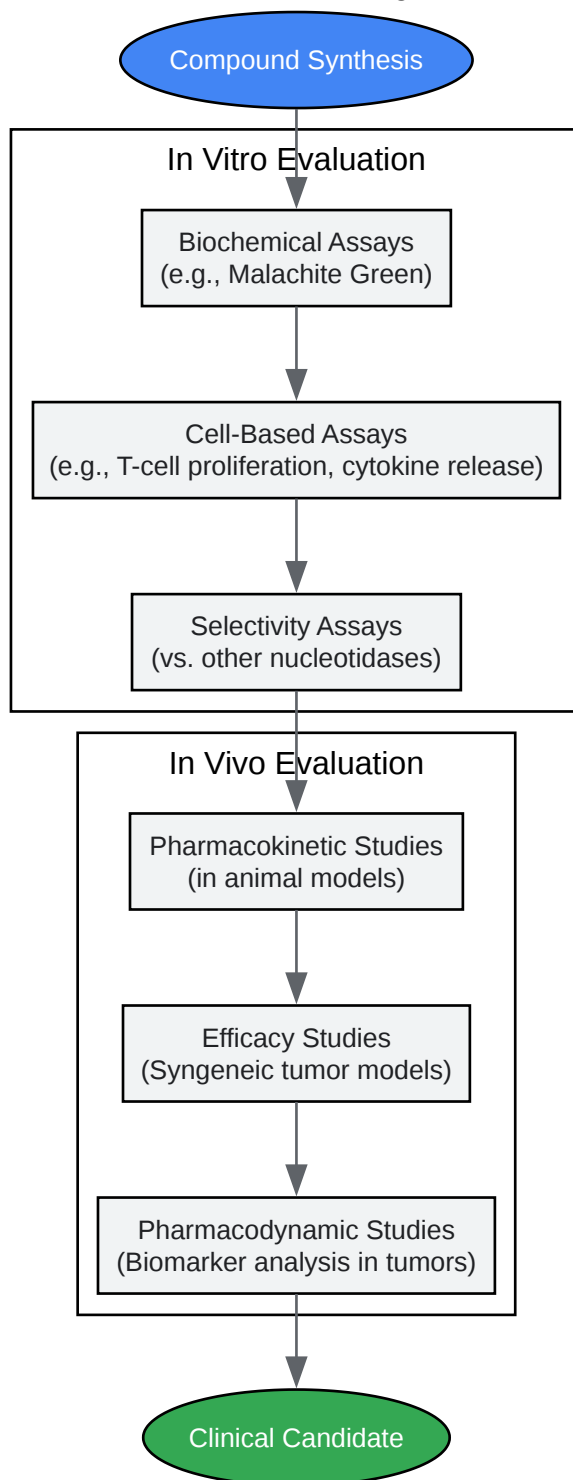 Compound Synthesis
In Vitro Evaluation
Biochemical Assays
(e.g., Malachite Green)
Cell-Based Assays
(e.g., T-cell proliferation, cytokine release)
Selectivity Assays
(vs. other nucleotidases)
In Vivo Evaluation
Pharmacokinetic Studies
(in animal models)
Efficacy Studies
(Syngeneic tumor models)
Pharmacodynamic Studies
(Biomarker analysis in tumors)
Clinical Candidate